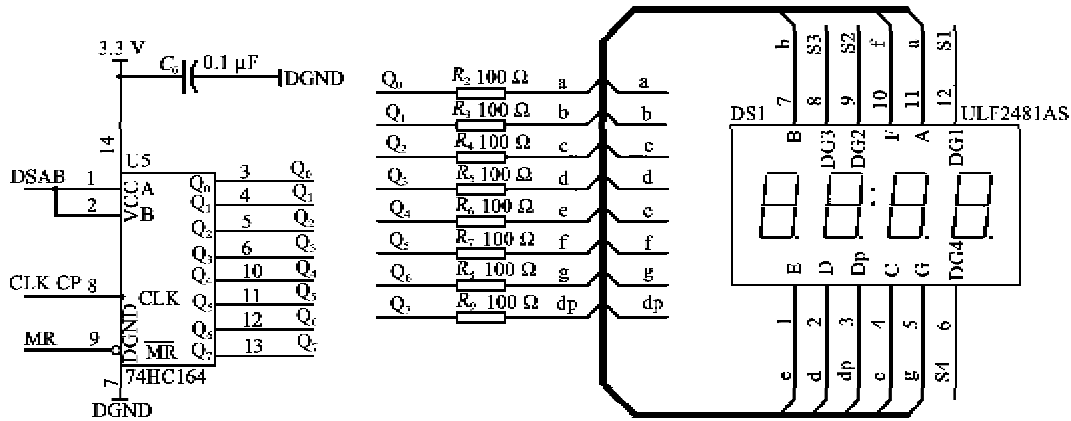 3.3 V
C₆ 0.1 μF
DGND
14
U5
DSAB 1 VCC A Q₀ 3 Q₀
2 B Q₁ 4 Q₁
Q₂ 5 Q₂
Q₃ 6 Q₃
Q₄ 10 Q₄
CLK CP 8 CLK Q₅ 11 Q₅
Q₆ 12 Q₆
MR 9 DGND MR Q₇ 13 Q₇
7 74HC164
DGND
Q₀ R₂ 100 Ω a a
Q₁ R₃ 100 Ω b b
Q₂ R₄ 100 Ω c c
Q₃ R₅ 100 Ω d d
Q₄ R₆ 100 Ω e e
Q₅ R₇ 100 Ω f f
Q₆ 100 Ω g g
Q₇ R₉ 100 Ω dp dp
b S3 S2 f a S1
7 8 9 10 11 12
DS1 ULF2481AS
B DG3 DG2 F A DG1
E D Dp C G DG4
1 2 3 4 5 6
e d dp c g S4